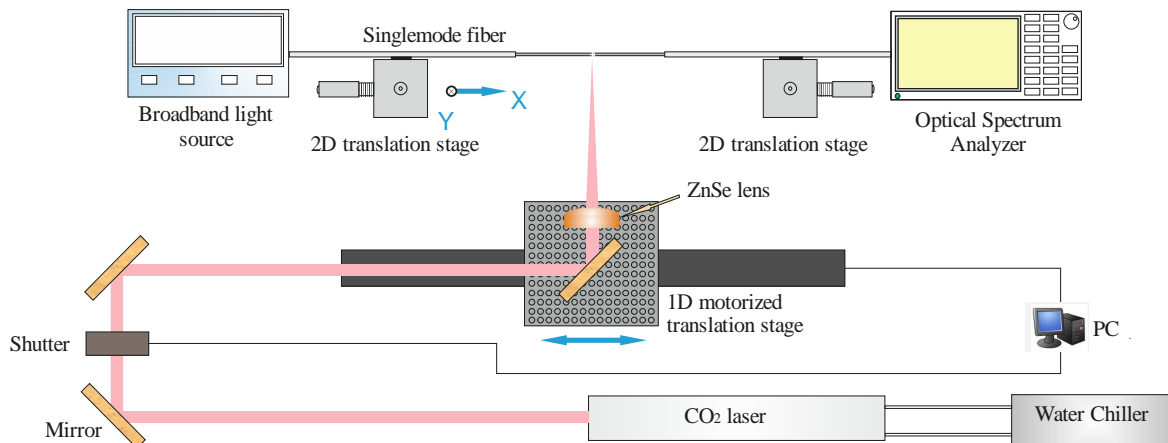 Singlemode fiber
Broadband light
source
Y
X
2D translation stage
2D translation stage
Optical Spectrum
Analyzer
ZnSe lens
1D motorized
translation stage
Shutter
PC
Mirror
CO2 laser
Water Chiller